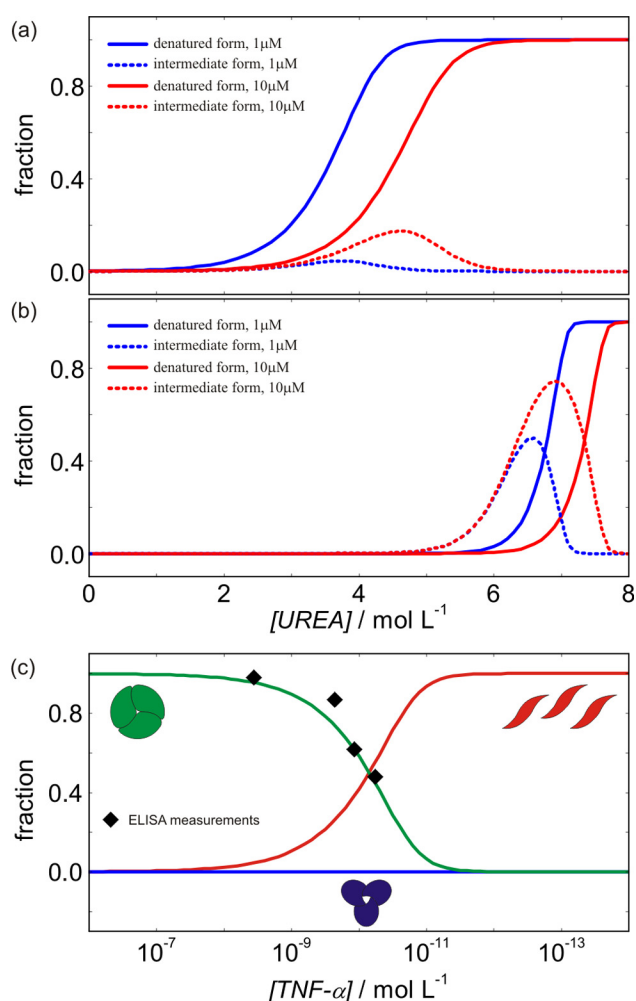 (a)
denatured form, 1μM
intermediate form, 1μM
denatured form, 10μM
intermediate form, 10μM
0.8
0.4
0.0
fraction
(b)
denatured form, 1μM
intermediate form, 1μM
denatured form, 10μM
intermediate form, 10μM
0.8
0.4
0.0
fraction
0 2 4 6 8
[UREA] / mol L⁻¹
(c)
0.8
0.4
0.0
fraction
ELISA measurements
10⁻⁷ 10⁻⁹ 10⁻¹¹ 10⁻¹³
[TNF-α] / mol L⁻¹